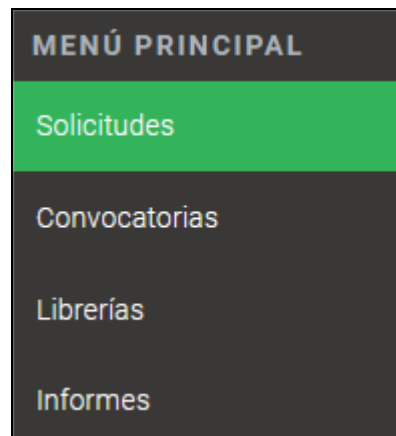 MENÚ PRINCIPAL
Solicitudes
Convocatorias
Librerías
Informes